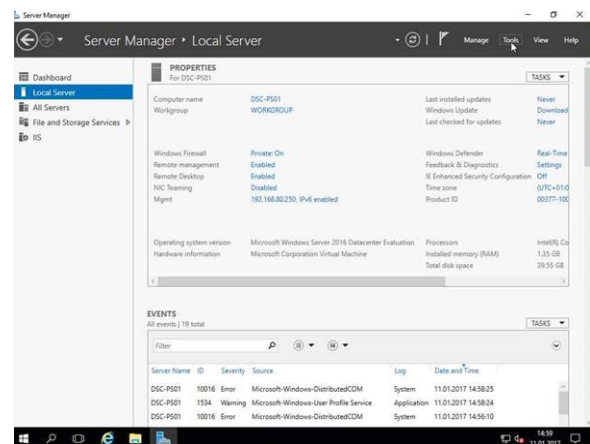 Server Manager
Server Manager • Local Server
Manage Tools View Help
Dashboard
Local Server
All Servers
File and Storage Services
IIS
PROPERTIES
For DSC-PS01
TASKS
Computer name DSC-PS01 Last installed updates Never
Workgroup WORKGROUP Windows Update Download
Last checked for updates Never
Windows Firewall Private: On Windows Defender Real-Time
Remote management Enabled Feedback & Diagnostics Settings
Remote Desktop Enabled IE Enhanced Security Configuration Off
NIC Teaming Disabled Time zone (UTC+01:0
Mgmt 192.168.80.250, IPv6 enabled Product ID 00377-100
Operating system version Microsoft Windows Server 2016 Datacenter Evaluation Processors Intel(R) Co
Hardware information Microsoft Corporation Virtual Machine Installed memory (RAM) 1.35 GB
Total disk space 39.55 GB
EVENTS
All events | 19 total
TASKS
Filter
Server Name ID Severity Source Log Date and Time
DSC-PS01 10016 Error Microsoft-Windows-DistributedCOM System 11.01.2017 14:58:25
DSC-PS01 1534 Warning Microsoft-Windows-User Profile Service Application 11.01.2017 14:58:24
DSC-PS01 10016 Error Microsoft-Windows-DistributedCOM System 11.01.2017 14:56:10
14:59
11.01.2017